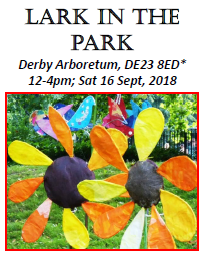 LARK IN THE
PARK
Derby Arboretum, DE23 8ED*
12-4pm; Sat 16 Sept, 2018